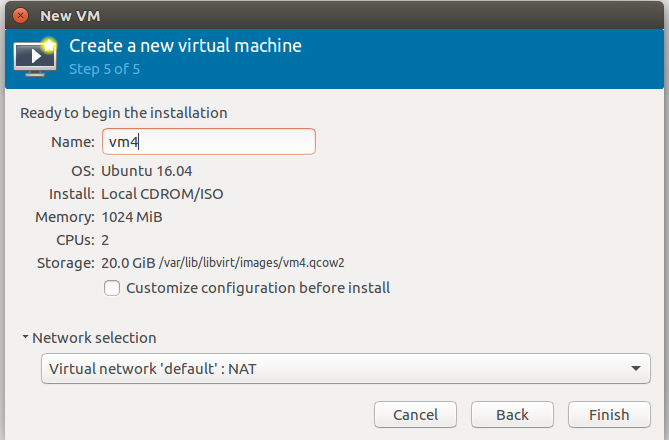 New VM
Create a new virtual machine
Step 5 of 5
Ready to begin the installation
Name: vm4
OS: Ubuntu 16.04
Install: Local CDROM/ISO
Memory: 1024 MiB
CPUs: 2
Storage: 20.0 GiB /var/lib/libvirt/images/vm4.qcow2
Customize configuration before install
Network selection
Virtual network 'default' : NAT
Cancel Back Finish